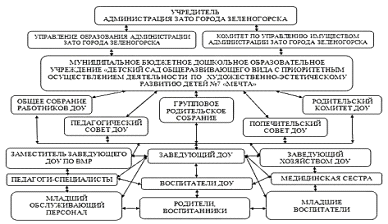 УЧРЕДИТЕЛЬ
АДМИНИСТРАЦИЯ ЗАТО ГОРОДА ЗЕЛЕНОГОРСКА
УПРАВЛЕНИЕ ОБРАЗОВАНИЯ АДМИНИСТРАЦИИ
ЗАТО ГОРОДА ЗЕЛЕНОГОРСКА
КОМИТЕТ ПО УПРАВЛЕНИЮ ИМУЩЕСТВОМ
АДМИНИСТРАЦИИ ЗАТО ГОРОДА ЗЕЛЕНОГОРСКА
МУНИЦИПАЛЬНОЕ БЮДЖЕТНОЕ ДОШКОЛЬНОЕ ОБРАЗОВАТЕЛЬНОЕ
УЧРЕЖДЕНИЕ «ДЕТСКИЙ САД ОБЩЕРАЗВИВАЮЩЕГО ВИДА С ПРИОРИТЕТНЫМ
ОСУЩЕСТВЛЕНИЕМ ДЕЯТЕЛЬНОСТИ ПО ХУДОЖЕСТВЕННО-ЭСТЕТИЧЕСКОМУ
РАЗВИТИЮ ДЕТЕЙ №7 «МЕЧТА»
ОБЩЕЕ СОБРАНИЕ
РАБОТНИКОВ ДОУ
ГРУППОВОЕ
РОДИТЕЛЬСКОЕ
СОБРАНИЕ
РОДИТЕЛЬСКИЙ
КОМИТЕТ ДОУ
ПЕДАГОГИЧЕСКИЙ
СОВЕТ ДОУ
ПОПЕЧИТЕЛЬСКИЙ
СОВЕТ ДОУ
ЗАМЕСТИТЕЛЬ ЗАВЕДУЮЩЕГО
ДОУ ПО ВМР
ЗАВЕДУЮЩИЙ ДОУ
ЗАВЕДУЮЩИЙ
ХОЗЯЙСТВОМ ДОУ
ПЕДАГОГИ-СПЕЦИАЛИСТЫ
ВОСПИТАТЕЛИ ДОУ
МЕДИЦИНСКАЯ СЕСТРА
МЛАДШИЙ
ОБСЛУЖИВАЮЩИЙ
ПЕРСОНАЛ
РОДИТЕЛИ,
ВОСПИТАННИКИ
МЛАДШИЕ
ВОСПИТАТЕЛИ